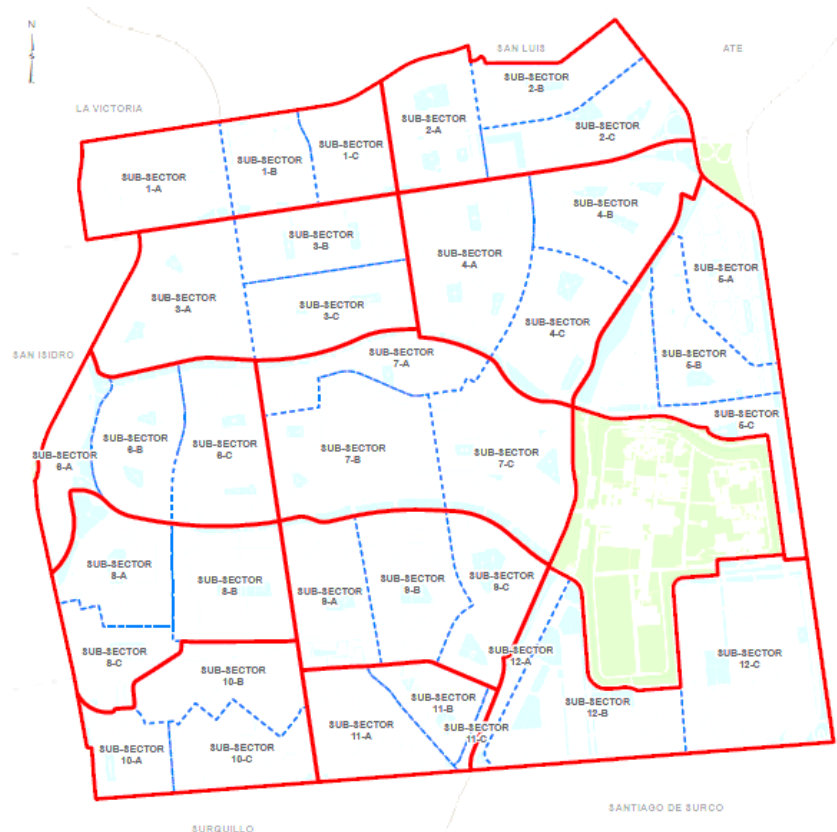 N
S
SAN LUIS
ATE
LA VICTORIA
SUB-SECTOR
2-B
SUB-SECTOR
2-A
SUB-SECTOR
2-C
SUB-SECTOR
1-C
SUB-SECTOR
1-B
SUB-SECTOR
1-A
SUB-SECTOR
4-B
SUB-SECTOR
3-B
SUB-SECTOR
4-A
SUB-SECTOR
5-A
SUB-SECTOR
3-A
SUB-SECTOR
3-C
SUB-SECTOR
4-C
SAN ISIDRO
SUB-SECTOR
7-A
SUB-SECTOR
5-B
SUB-SECTOR
5-C
SUB-SECTOR
6-B
SUB-SECTOR
6-C
SUB-SECTOR
6-A
SUB-SECTOR
7-B
SUB-SECTOR
7-C
SUB-SECTOR
8-A
SUB-SECTOR
8-B
SUB-SECTOR
9-A
SUB-SECTOR
9-B
SUB-SECTOR
9-C
SUB-SECTOR
8-C
SUB-SECTOR
12-A
SUB-SECTOR
12-C
SUB-SECTOR
10-B
SUB-SECTOR
11-B
SUB-SECTOR
12-B
SUB-SECTOR
11-A
SUB-SECTOR
11-C
SUB-SECTOR
10-A
SUB-SECTOR
10-C
SANTIAGO DE SURCO
SURQUILLO